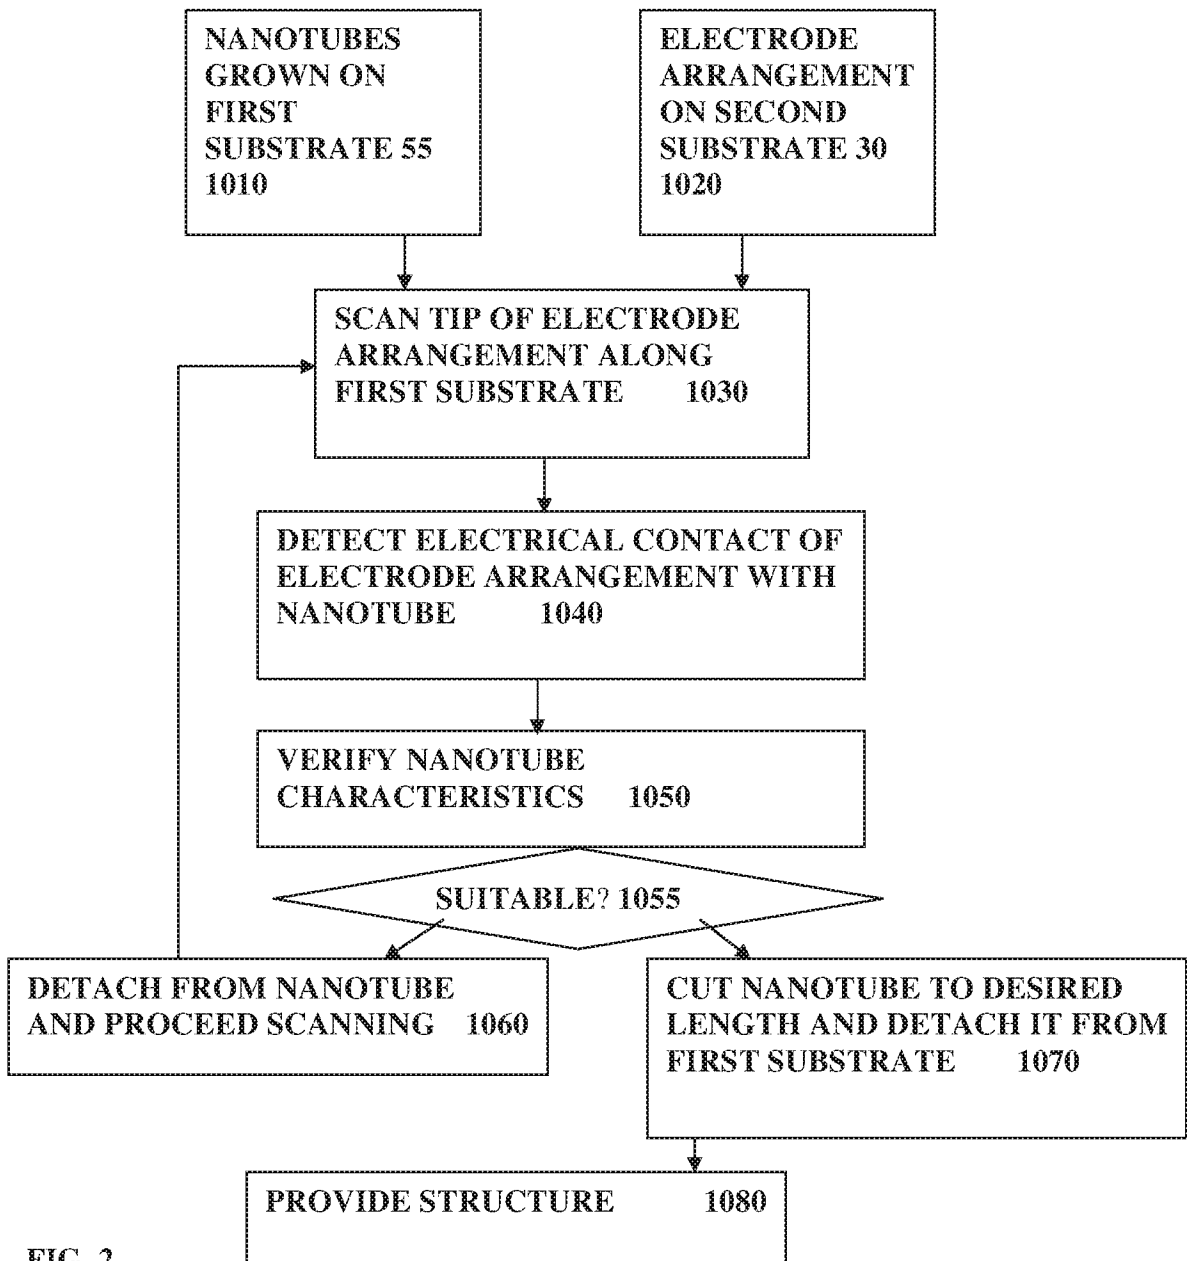 NANOTUBES
GROWN ON
FIRST
SUBSTRATE 55
1010
ELECTRODE
ARRANGEMENT
ON SECOND
SUBSTRATE 30
1020
SCAN TIP OF ELECTRODE
ARRANGEMENT ALONG
FIRST SUBSTRATE 1030
DETECT ELECTRICAL CONTACT OF
ELECTRODE ARRANGEMENT WITH
NANOTUBE 1040
VERIFY NANOTUBE
CHARACTERISTICS 1050
SUITABLE? 1055
DETACH FROM NANOTUBE
AND PROCEED SCANNING 1060
CUT NANOTUBE TO DESIRED
LENGTH AND DETACH IT FROM
FIRST SUBSTRATE 1070
PROVIDE STRUCTURE 1080
FIG. 2